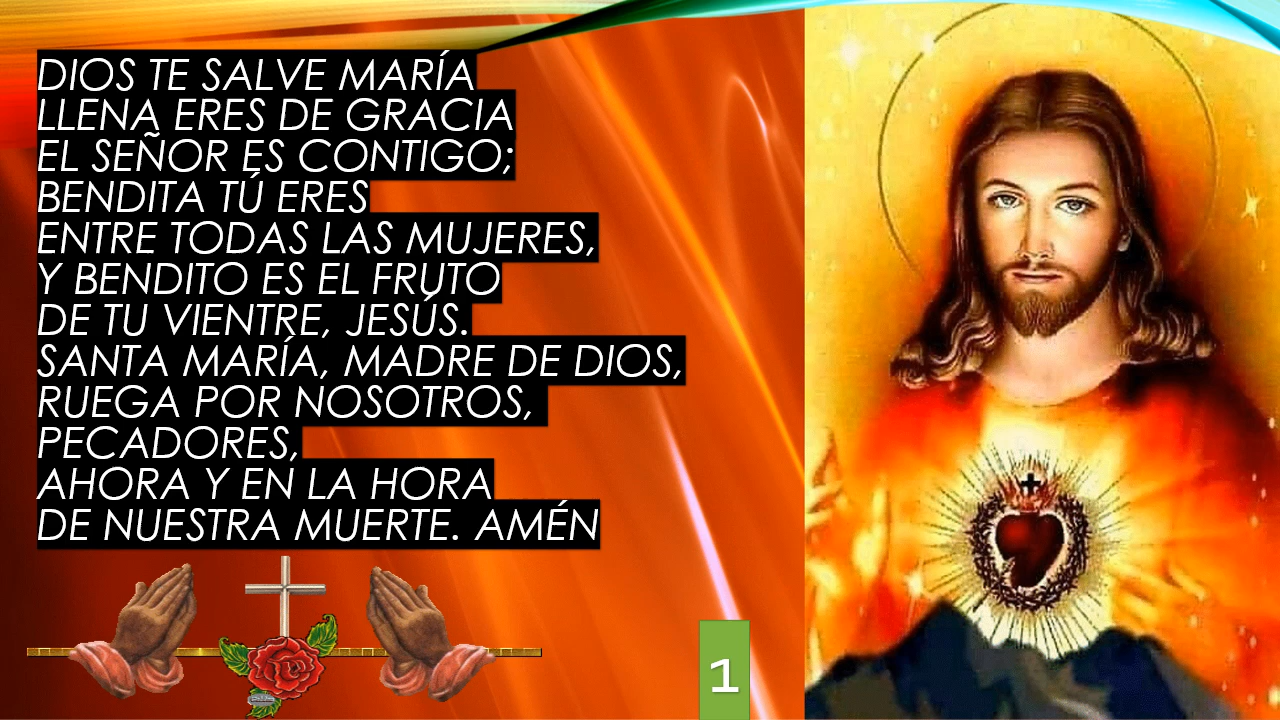 DIOS TE SALVE MARÍA
LLENA ERES DE GRACIA
EL SEÑOR ES CONTIGO;
BENDITA TÚ ERES
ENTRE TODAS LAS MUJERES,
Y BENDITO ES EL FRUTO
DE TU VIENTRE, JESÚS.
SANTA MARÍA, MADRE DE DIOS,
RUEGA POR NOSOTROS,
PECADORES,
AHORA Y EN LA HORA
DE NUESTRA MUERTE. AMÉN
1